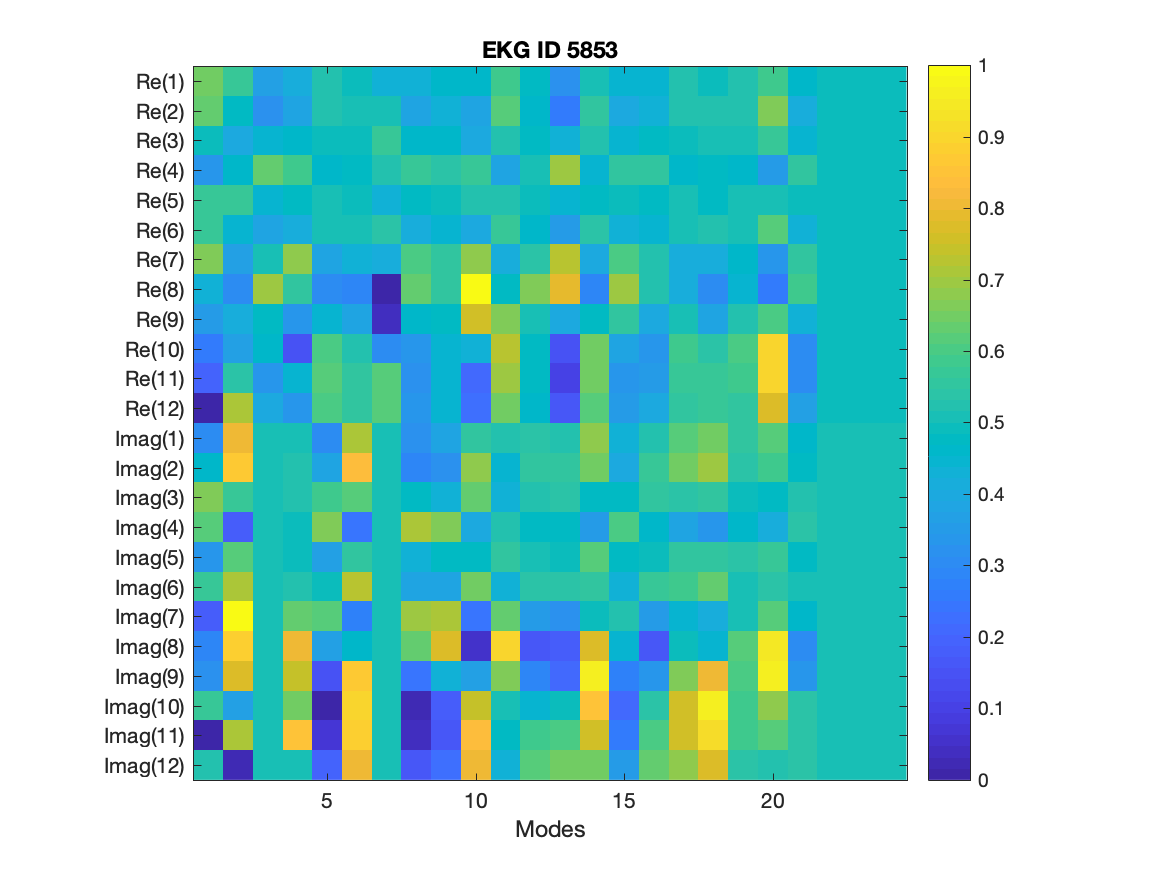 EKG ID 5853
Re(1)
Re(2)
Re(3)
Re(4)
Re(5)
Re(6)
Re(7)
Re(8)
Re(9)
Re(10)
Re(11)
Re(12)
Imag(1)
Imag(2)
Imag(3)
Imag(4)
Imag(5)
Imag(6)
Imag(7)
Imag(8)
Imag(9)
Imag(10)
Imag(11)
Imag(12)
5 10 15 20
Modes
1
0.9
0.8
0.7
0.6
0.5
0.4
0.3
0.2
0.1
0